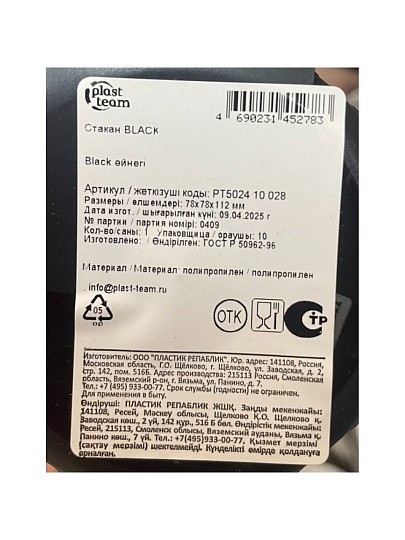 plast team
4 690231 452783
Стакан BLACK
Black әйнегі
Артикул / жеткізуші коды: PT5024 10 028
Размеры / өлшемдері: 78x78x112 мм
Дата изгот. / шығарылған күні: 09.04.2025 г
№ партии / партия номірі: 0409
Кол-во/саны: 1 Упаковщица / ораушы: 10
Изготовлено / Өндірілген: ГОСТ Р 50962-96
Материал / Материал: полипропилен / полипропилен
info@plast-team.ru
05
ОТК
PP
Изготовитель: ООО "ПЛАСТИК РЕПАБЛИК". Юр. адрес: 141108, Россия,
Московская область, Г.О. Щёлково, г. Щёлково, ул. Заводская, д. 2,
стр. 142, пом. 516Б. Адрес производства: 215113, Россия, Смоленская
область, Вяземский р-он, г. Вязьма, ул. Панино, д. 7.
Тел. +7 (495) 933-00-77. Срок службы (годности) не ограничен.
Для применения в быту.
Өндіруші: ПЛАСТИК РЕПАБЛИК ЖШҚ. Заңды мекенжайы:
141108, Ресей, Маскеу облысы, Щелково Қ.О. Щелково қ.
Заводская көш., 2 үй, 142 құр., 516 б бөл. Өндірістік мекенжайы:
Ресей, 215113, Смоленск облысы, Вяземский ауданы, Вязьма қ.
Панино көш., 7 үй. Тел.:+7(495)933-00-77. Қызмет мерзімі
(сақтау мерзімі) шектелмейді. Күнделікті өмірде қолдануға
арналған.